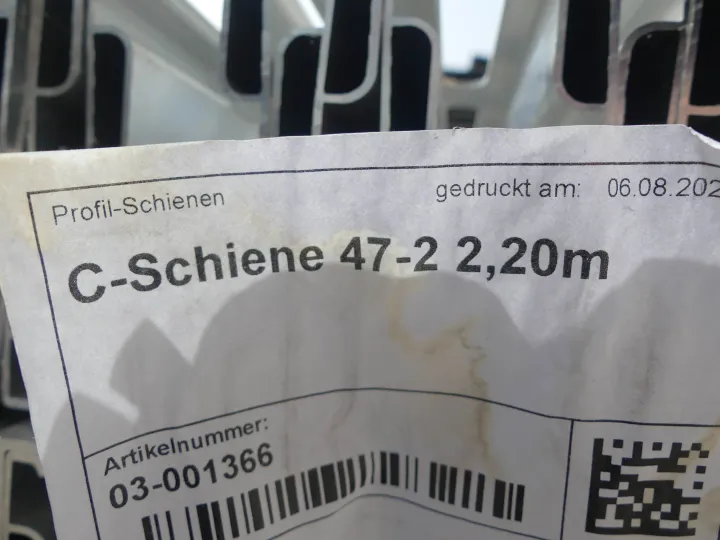 Profil-Schienen
gedruckt am: 06.08.202
C-Schiene 47-2 2,20m
Artikelnummer:
03-001366